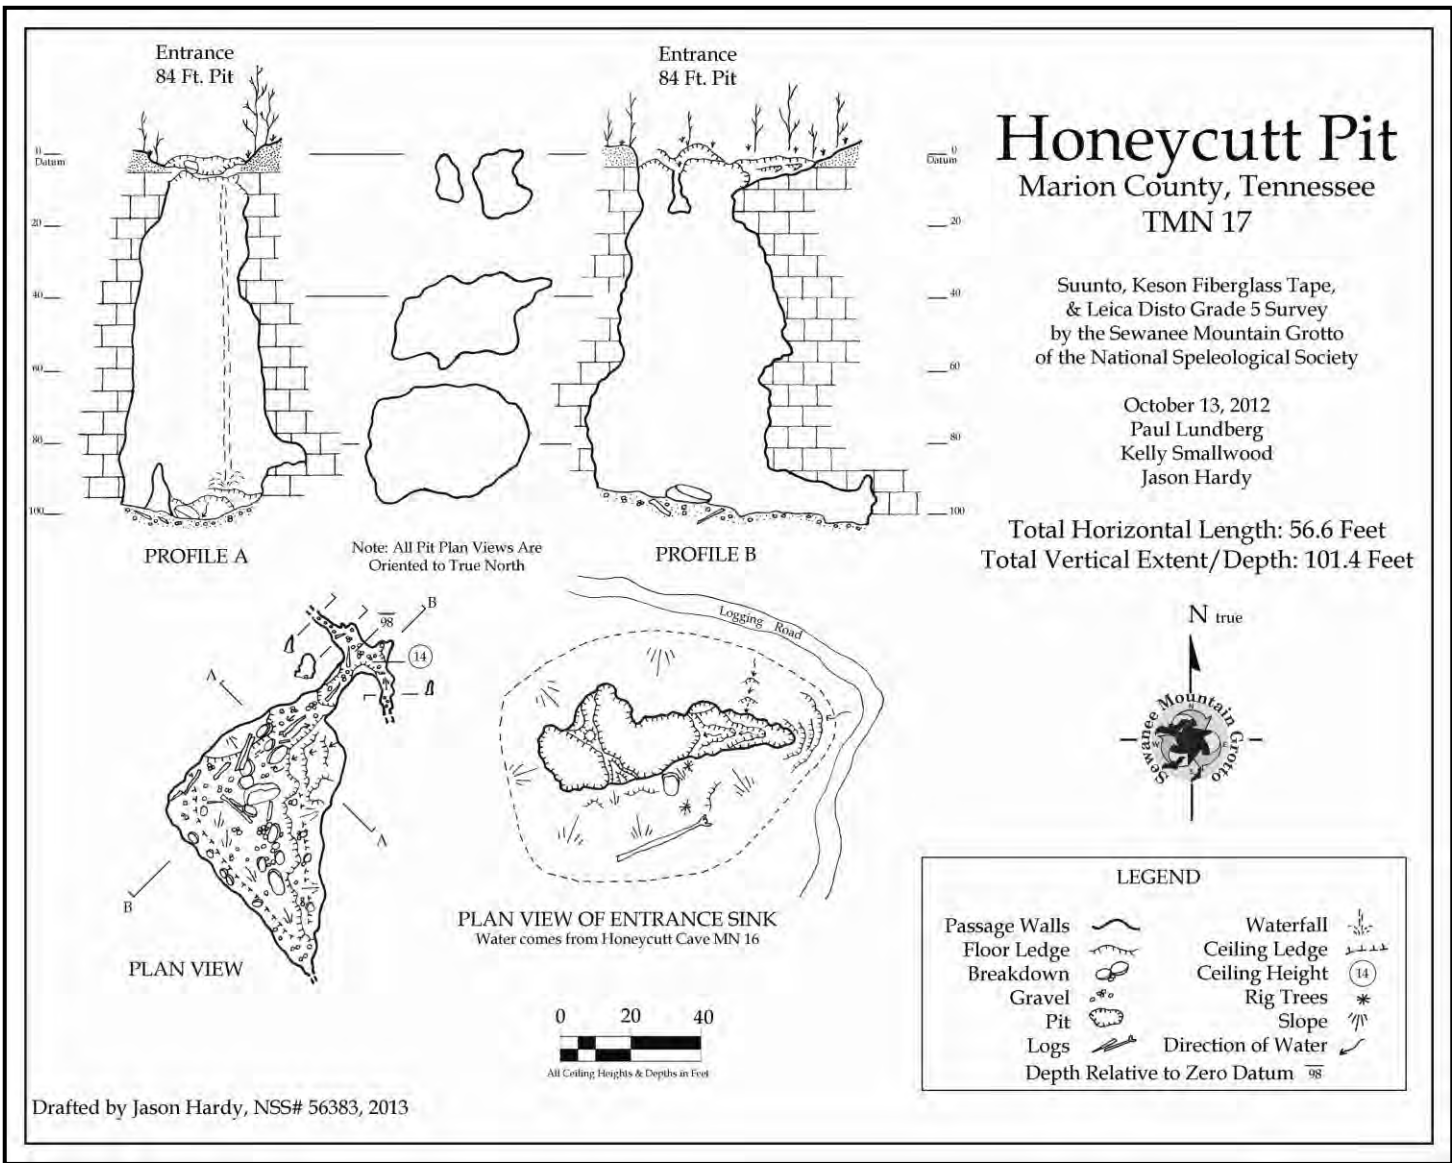 Entrance
84 Ft. Pit
Entrance
84 Ft. Pit
Honeycutt Pit
Marion County, Tennessee
TMN 17
Suunto, Keson Fiberglass Tape,
& Leica Disto Grade 5 Survey
by the Sewanee Mountain Grotto
of the National Speleological Society
October 13, 2012
Paul Lundberg
Kelly Smallwood
Jason Hardy
Total Horizontal Length: 56.6 Feet
Total Vertical Extent/Depth: 101.4 Feet
0
Datum
20
40
60
80
100
0
Datum
20
40
60
80
100
PROFILE A
Note: All Pit Plan Views Are
Oriented to True North
PROFILE B
B
98
14
A
A
B
PLAN VIEW
Logging Road
PLAN VIEW OF ENTRANCE SINK
Water comes from Honeycutt Cave MN 16
0 20 40
All Ceiling Heights & Depths in Feet
N true
Sewanee Mountain Grotto
N
E
S
W
LEGEND
Passage Walls
Floor Ledge
Breakdown
Gravel
Pit
Logs
Waterfall
Ceiling Ledge
Ceiling Height 14
Rig Trees
Slope
Direction of Water
Depth Relative to Zero Datum 98
Drafted by Jason Hardy, NSS# 56383, 2013